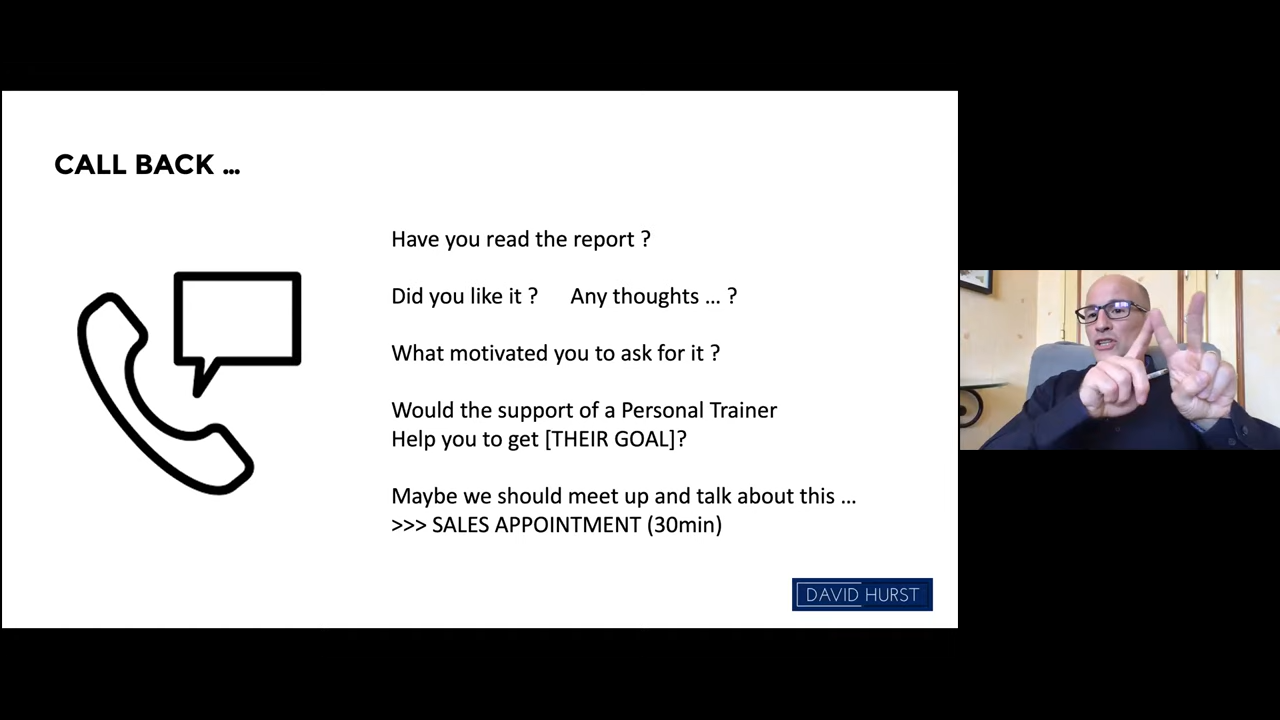 CALL BACK ...
Have you read the report ?
Did you like it ? Any thoughts ... ?
What motivated you to ask for it ?
Would the support of a Personal Trainer
Help you to get [THEIR GOAL]?
Maybe we should meet up and talk about this ...
>>> SALES APPOINTMENT (30min)
DAVID HURST